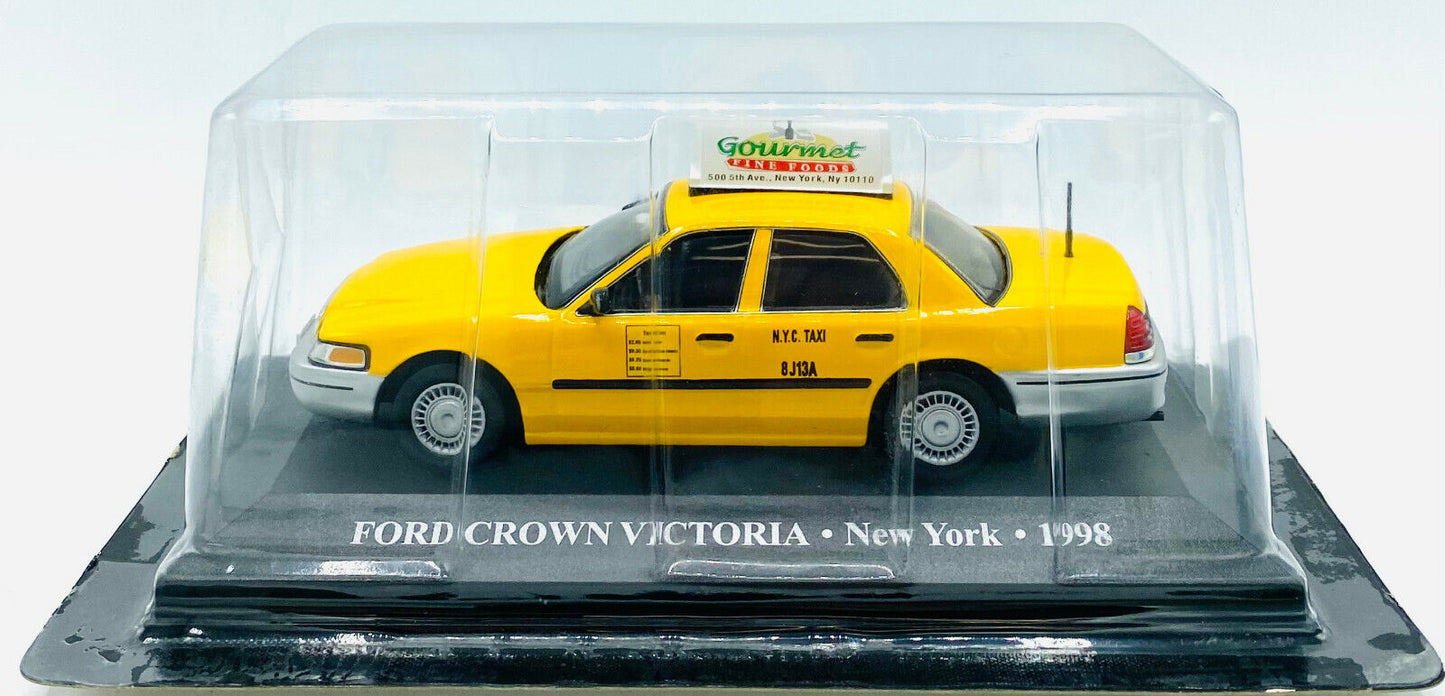 Gourmet
FINE FOODS
500 5th Ave., New York, Ny 10110
N.Y.C. TAXI
8J13A
FORD CROWN VICTORIA • New York • 1998